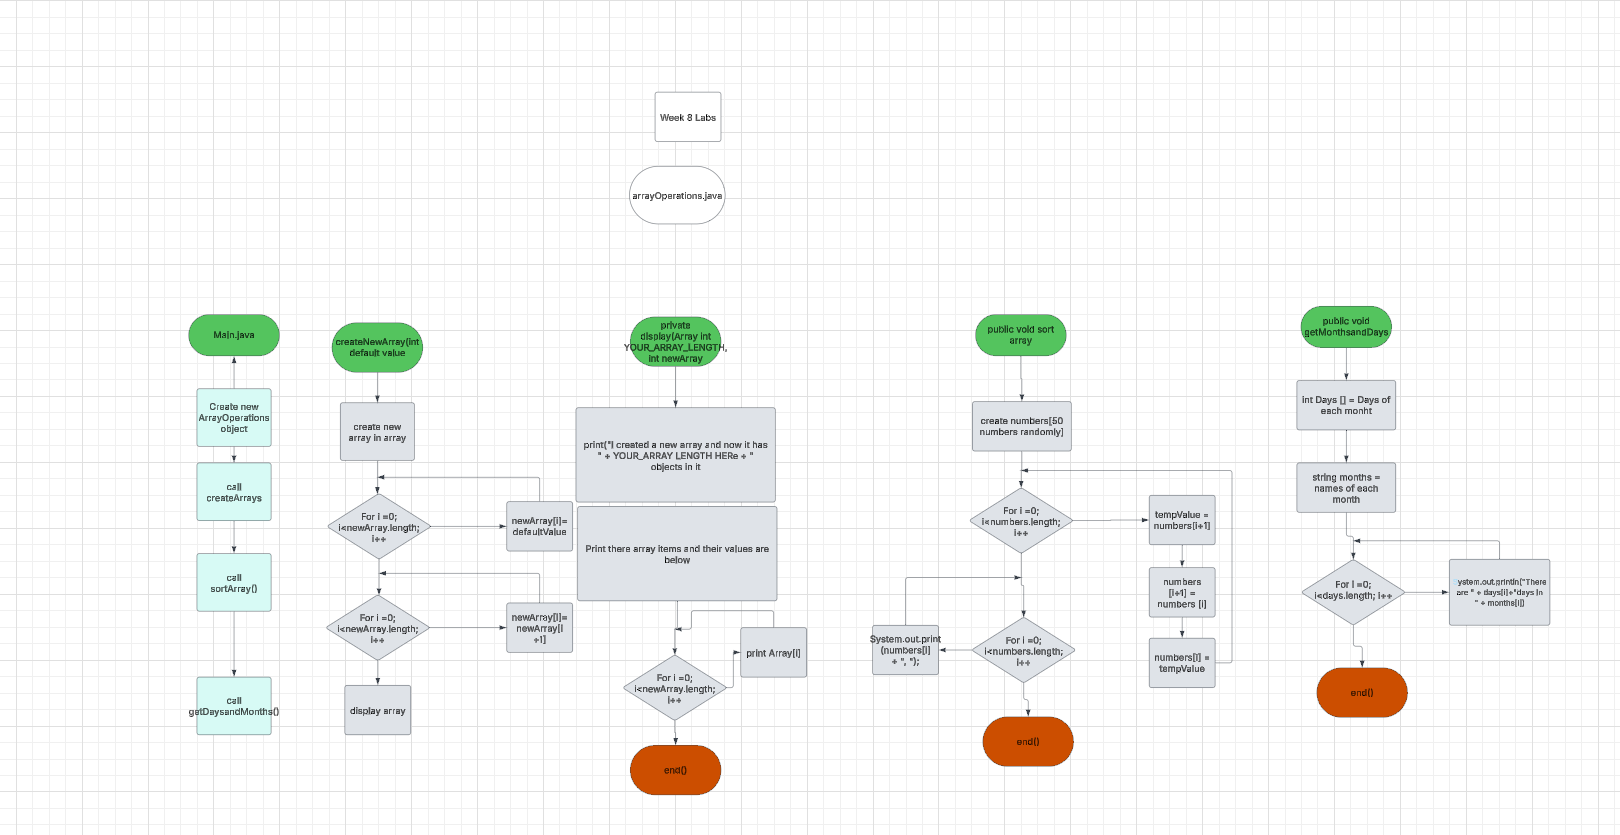 Week 8 Labs
arrayOperations.java
Main.java
Create new
ArrayOperations
object
call
createArrays
call
sortArray()
call
getDaysandMonths()
createNewArray(int
default value
create new
array in array
For i =0;
i<newArray.length;
i++
newArray[i]=
defaultValue
For i =0;
i<newArray.length;
i++
newArray[i]=
newArray[i
+1]
display array
private
display(Array int
YOUR_ARRAY_LENGTH,
int newArray
print("I created a new array and now it has
" + YOUR_ARRAY LENGTH HERe + "
objects in it
Print there array items and their values are
below
print Array[i]
For i =0;
i<newArray.length;
i++
end()
public void sort
array
create numbers[50
numbers randomly]
For i =0;
i<numbers.length;
i++
tempValue =
numbers[i+1]
numbers
[i+1] =
numbers [i]
numbers[i] =
tempValue
System.out.print
(numbers[i]
+ ", ");
For i =0;
i<numbers.length;
i++
end()
public void
getMonthsandDays
int Days [] = Days of
each monht
string months =
names of each
month
For i =0;
i<days.length; i++
ystem.out.println("There
are " + days[i]+"days in
" + months[i])
end()